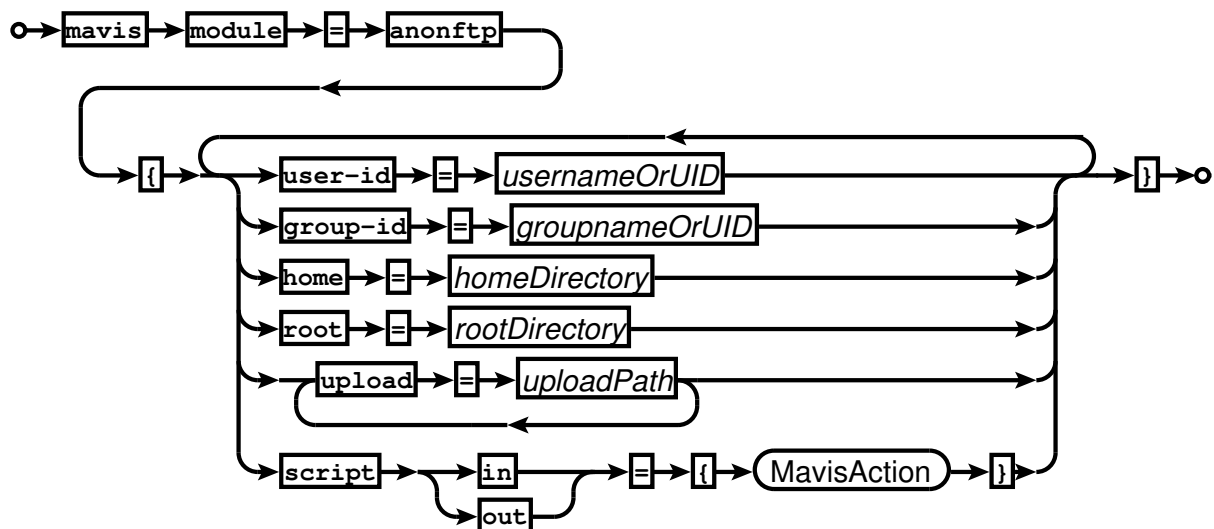 mavis module = anonftp
{ user-id = usernameOrUID }
group-id = groupnameOrUID
home = homeDirectory
root = rootDirectory
upload = uploadPath
script in = { MavisAction }
out